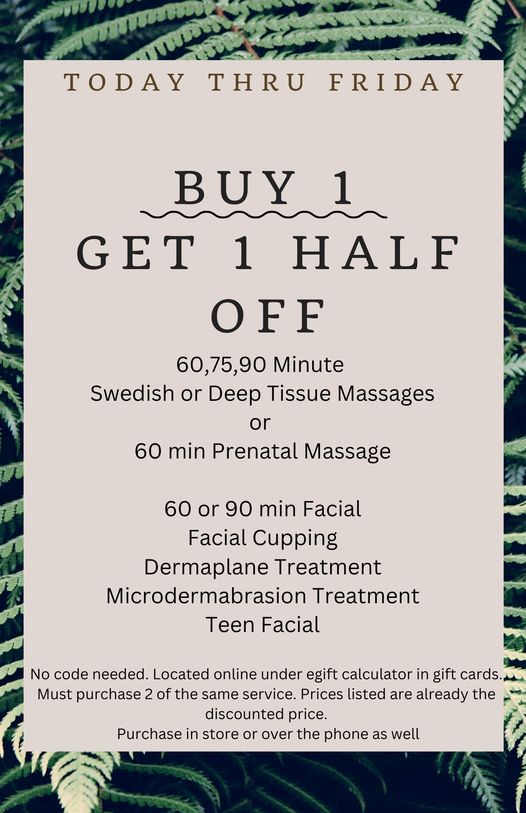 TODAY THRU FRIDAY
BUY 1
GET 1 HALF
OFF
60,75,90 Minute
Swedish or Deep Tissue Massages
or
60 min Prenatal Massage
60 or 90 min Facial
Facial Cupping
Dermaplane Treatment
Microdermabrasion Treatment
Teen Facial
No code needed. Located online under egift calculator in gift cards.
Must purchase 2 of the same service. Prices listed are already the
discounted price.
Purchase in store or over the phone as well